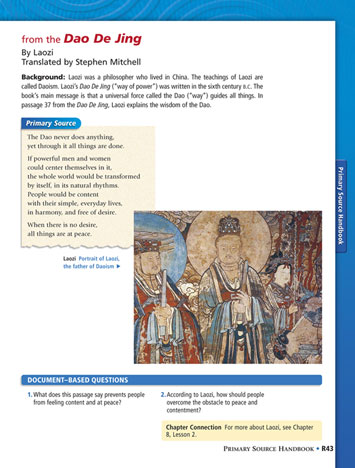 from the Dao De Jing
By Laozi
Translated by Stephen Mitchell
Background: Laozi was a philosopher who lived in China. The teachings of Laozi are
called Daoism. Laozi's Dao De Jing ("way of power") was written in the sixth century B.C. The
book's main message is that a universal force called the Dao ("way") guides all things. In
passage 37 from the Dao De Jing, Laozi explains the wisdom of the Dao.
Primary Source
The Dao never does anything,
yet through it all things are done.
If powerful men and women
could center themselves in it,
the whole world would be transformed
by itself, in its natural rhythms.
People would be content
with their simple, everyday lives,
in harmony, and free of desire.
When there is no desire,
all things are at peace.
Laozi Portrait of Laozi,
the father of Daoism ▶
Primary Source Handbook
DOCUMENT–BASED QUESTIONS
1. What does this passage say prevents people
from feeling content and at peace?
2. According to Laozi, how should people
overcome the obstacle to peace and
contentment?
Chapter Connection For more about Laozi, see Chapter
8, Lesson 2.
PRIMARY SOURCE HANDBOOK • R43